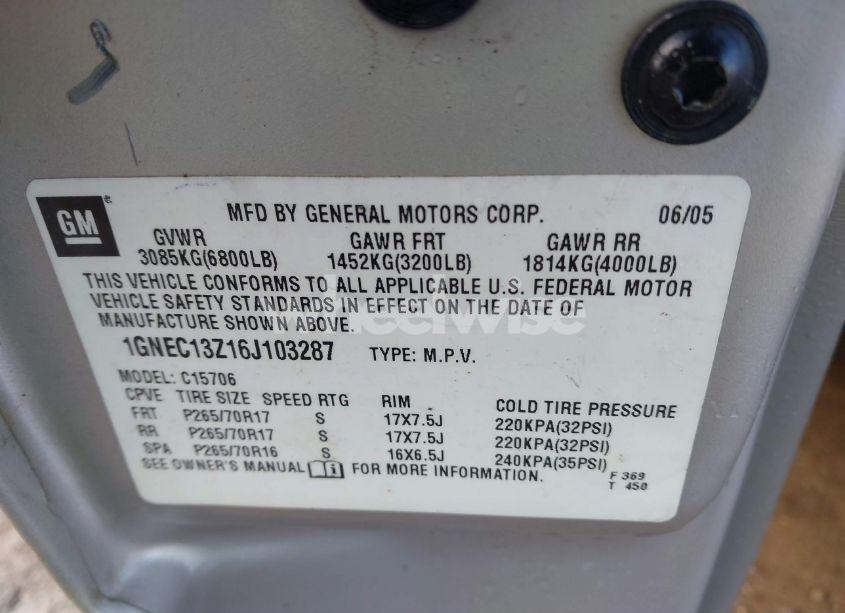 GM
MFD BY GENERAL MOTORS CORP. 06/05
GVWR GAWR FRT GAWR RR
3085KG(6800LB) 1452KG(3200LB) 1814KG(4000LB)
THIS VEHICLE CONFORMS TO ALL APPLICABLE U.S. FEDERAL MOTOR
VEHICLE SAFETY STANDARDS IN EFFECT ON THE DATE OF
MANUFACTURE SHOWN ABOVE.
1GNEC13Z16J103287 TYPE: M.P.V.
MODEL: C15706
CPVE TIRE SIZE SPEED RTG RIM COLD TIRE PRESSURE
FRT P265/70R17 S 17X7.5J 220KPA(32PSI)
RR P265/70R17 S 17X7.5J 220KPA(32PSI)
SPA P265/70R16 S 16X6.5J 240KPA(35PSI)
SEE OWNER'S MANUAL FOR MORE INFORMATION.
F 369
T 450